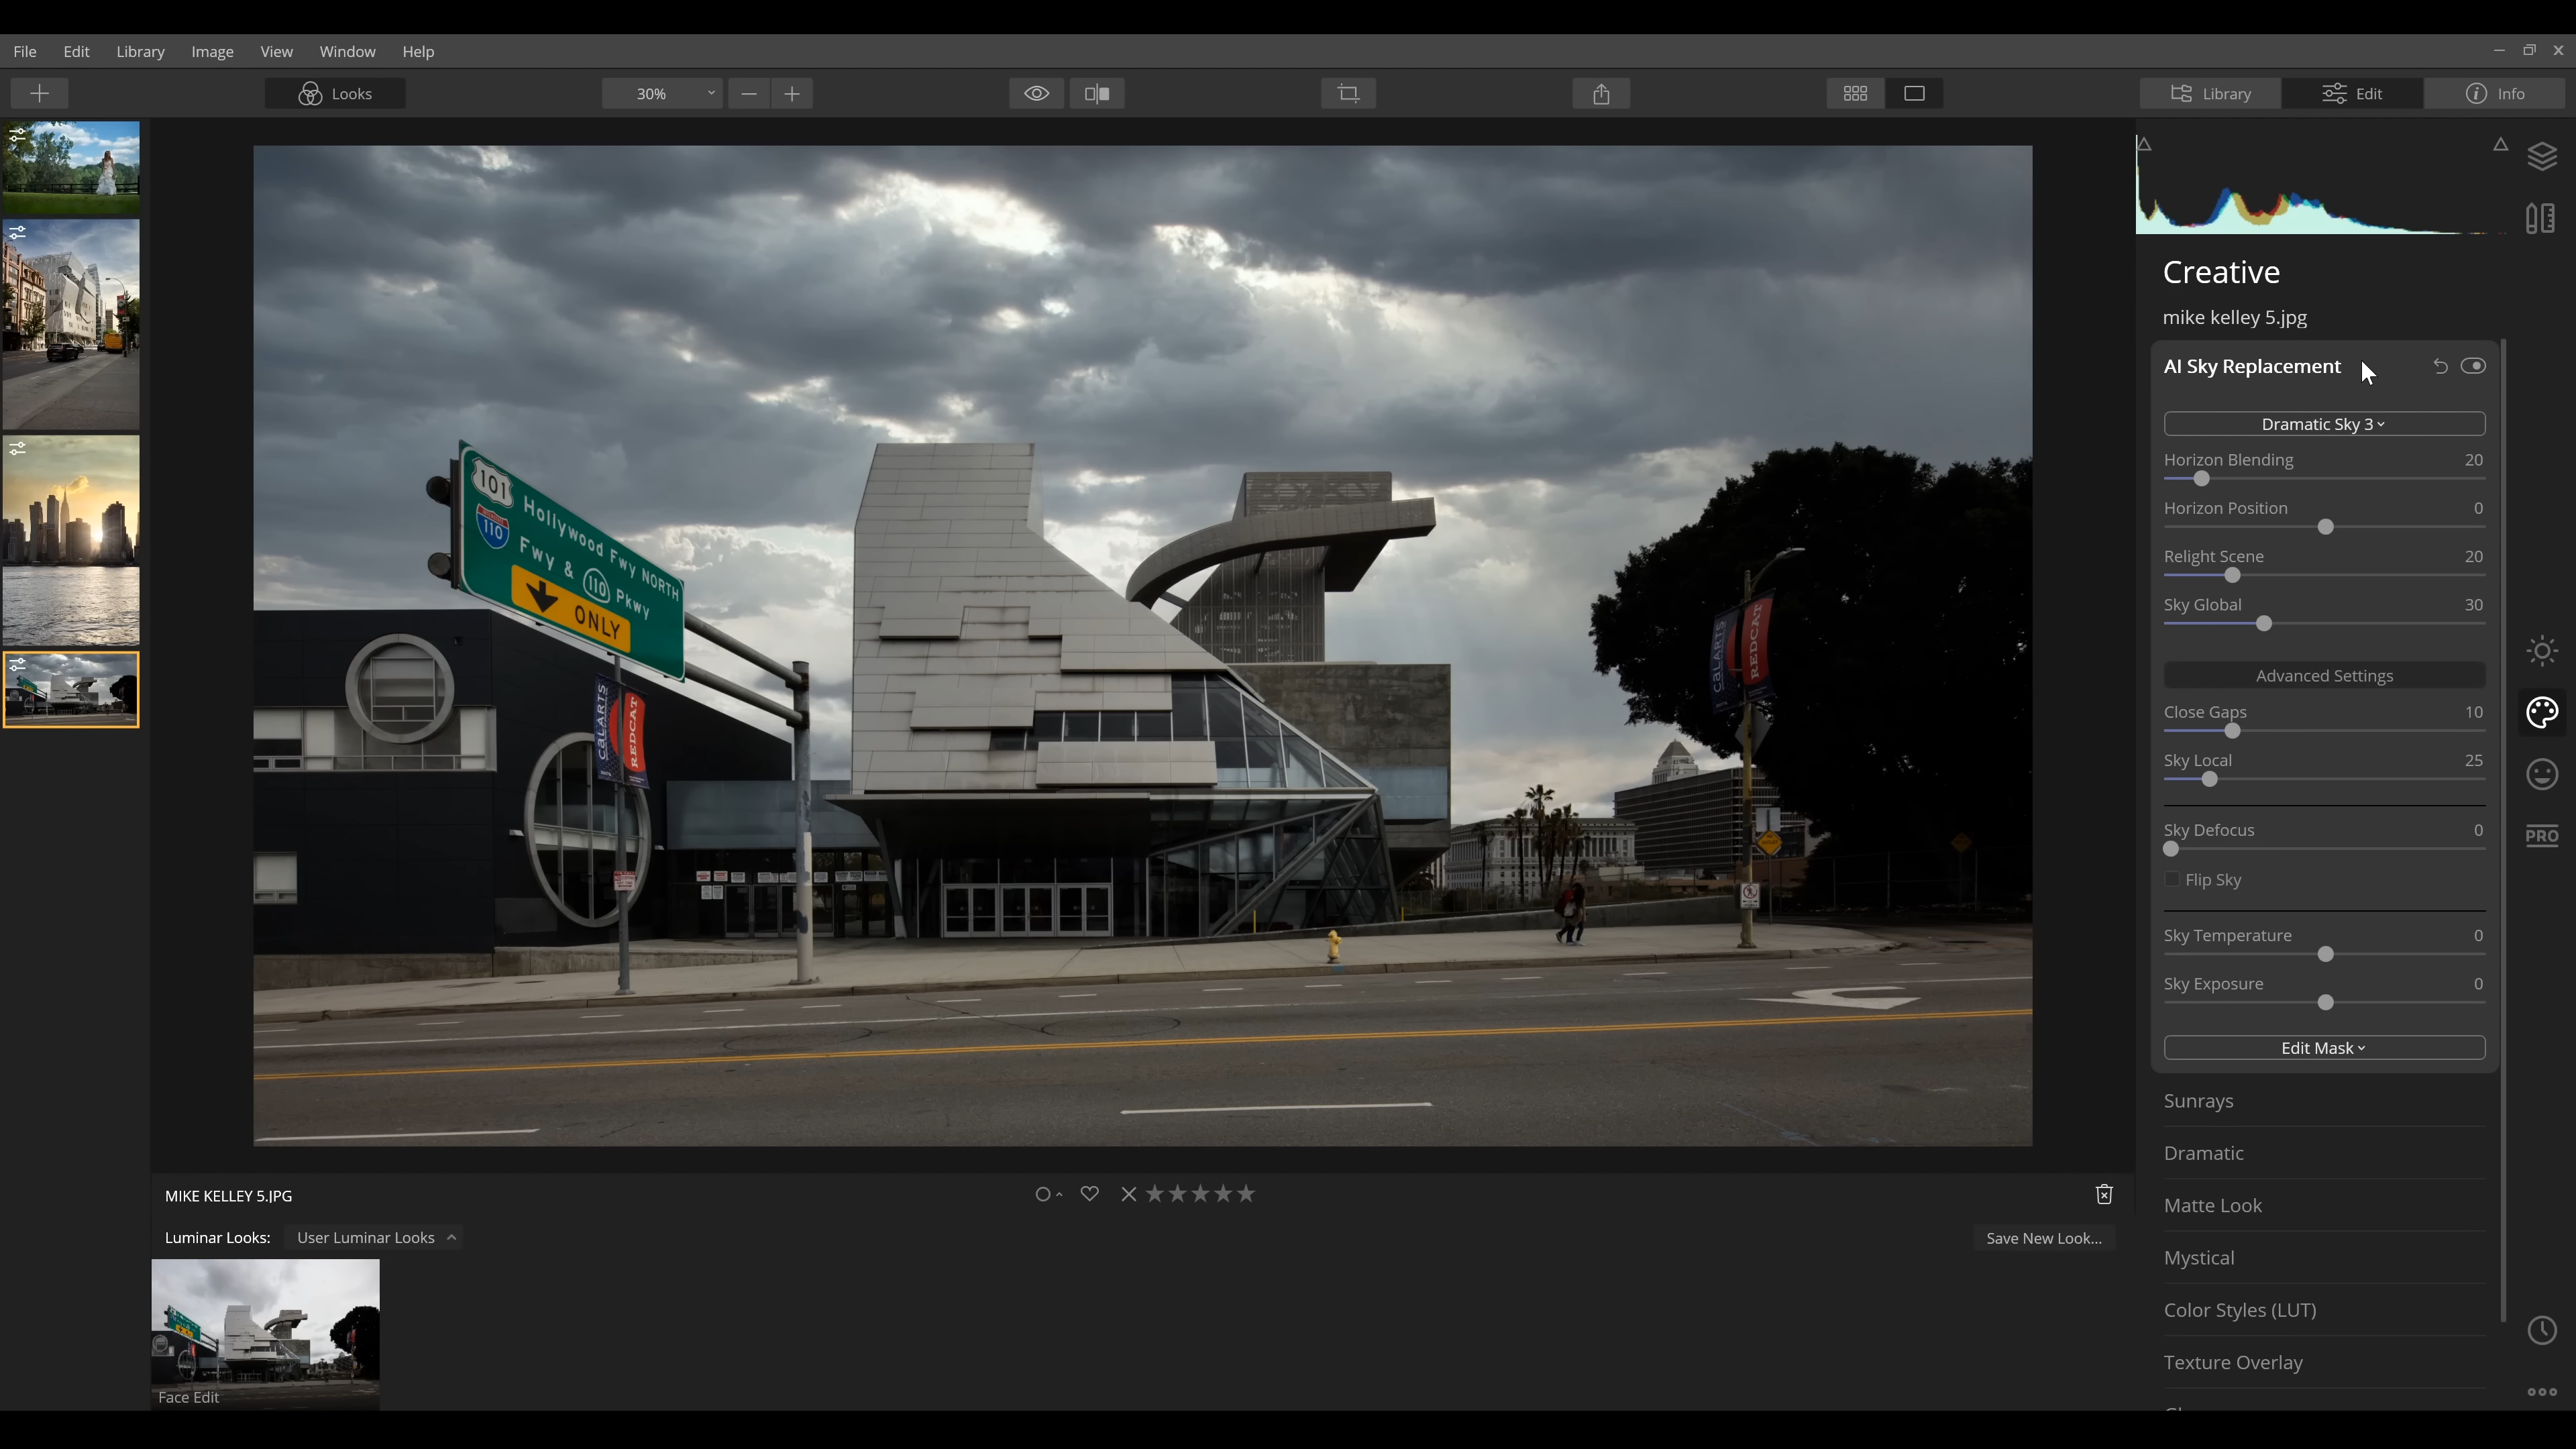 File Edit Library Image View Window Help
Looks
30%
Library Edit Info
Creative
mike kelley 5.jpg
AI Sky Replacement
Dramatic Sky 3
Horizon Blending 20
Horizon Position 0
Relight Scene 20
Sky Global 30
Advanced Settings
Close Gaps 10
Sky Local 25
Sky Defocus 0
Flip Sky
Sky Temperature 0
Sky Exposure 0
Edit Mask
Sunrays
Dramatic
Matte Look
Mystical
Color Styles (LUT)
Texture Overlay
PRO
101
110
Hollywood Fwy NORTH
Fwy & 110 Pkwy
ONLY
CALARTS
REDCAT
CALARTS
REDCAT
MIKE KELLEY 5.JPG
Luminar Looks: User Luminar Looks
Save New Look...
Face Edit